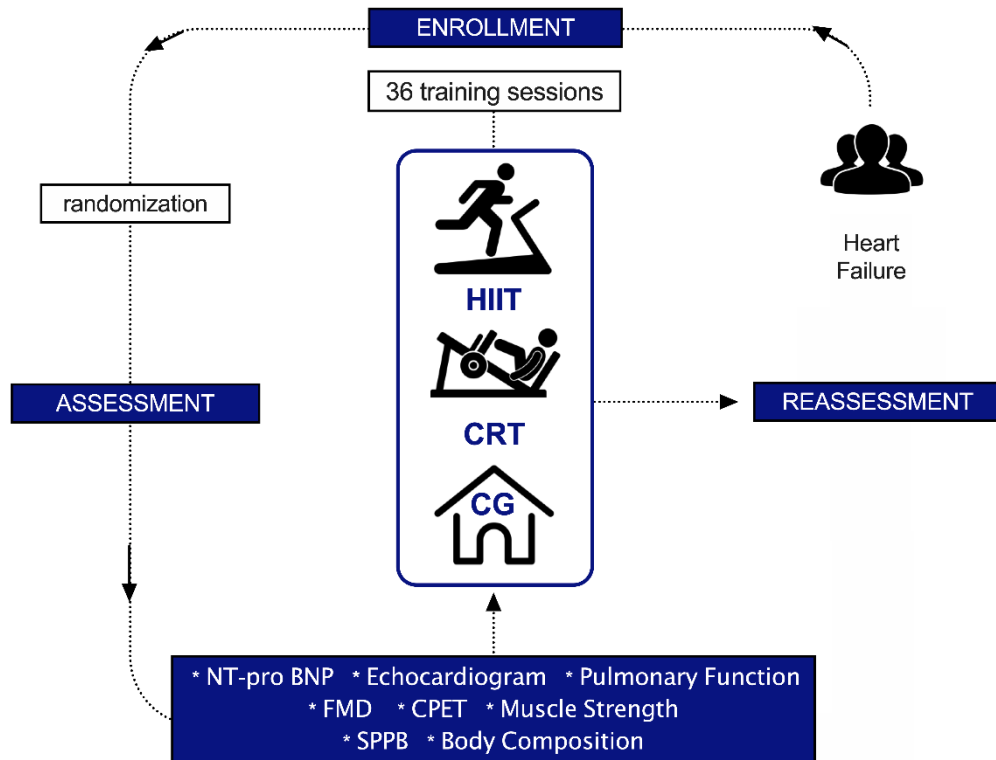 ENROLLMENT
36 training sessions
randomization
Heart
Failure
HIIT
ASSESSMENT
REASSESSMENT
CRT
CG
* NT-pro BNP * Echocardiogram * Pulmonary Function
* FMD * CPET * Muscle Strength
* SPPB * Body Composition